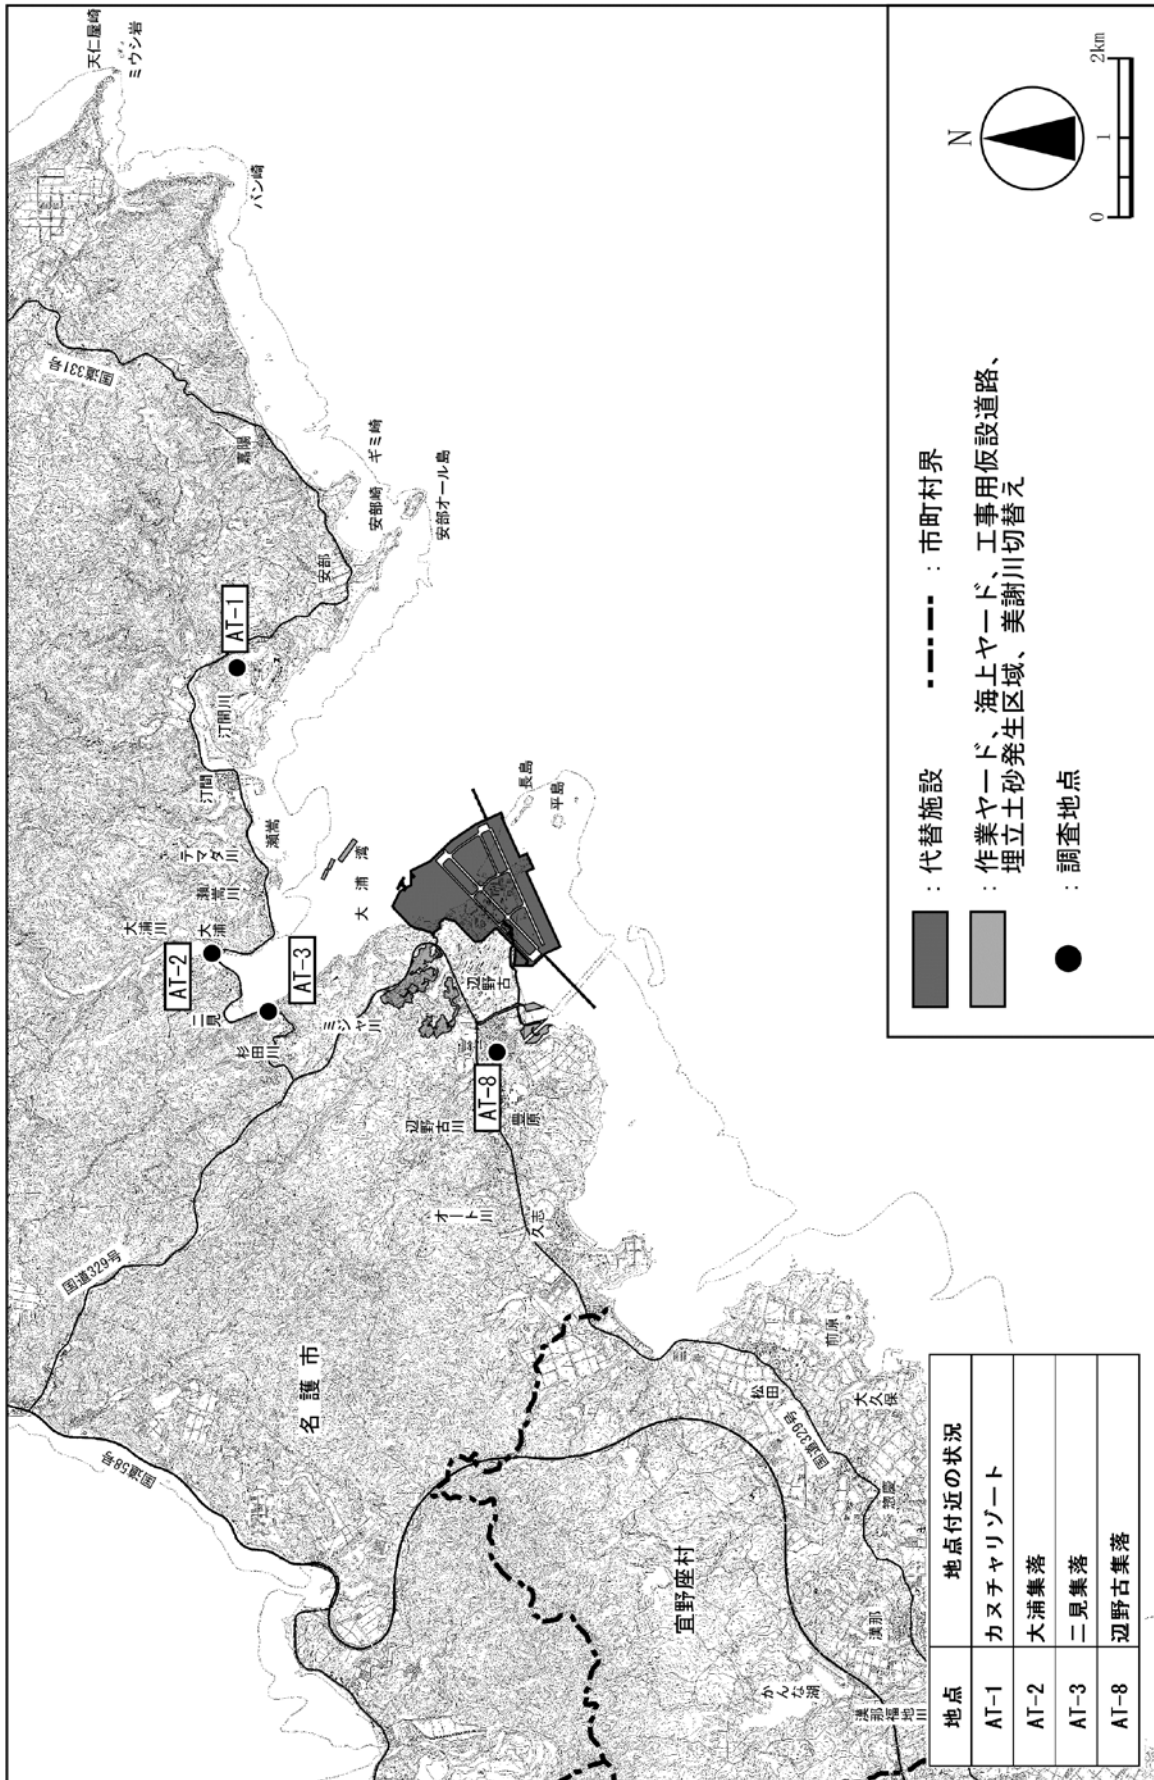 天仁屋崎
ミウシ岩
バン崎
国道331号
嘉陽
ギミ崎
安部崎
安部オール島
安部
AT-1
汀間川
汀間
テマタ川
瀬嵩
瀬嵩川
大浦川
大浦
AT-2
AT-3
二見
杉田川
大浦湾
長島
平島
辺野古
ミジャ川
AT-8
辺野古川
豊原
オート川
久志
国道329号
名護市
国道58号
宜野座村
松田
前原
大久保
国道329号
惣慶
漢那
かんな湖
漢那福地川
N
0 1 2km
：代替施設
：市町村界
：作業ヤード、海上ヤード、工事用仮設道路、
埋立土砂発生区域、美謝川切替え
：調査地点
地点 地点付近の状況
AT-1 カヌチャリゾート
AT-2 大浦集落
AT-3 二見集落
AT-8 辺野古集落